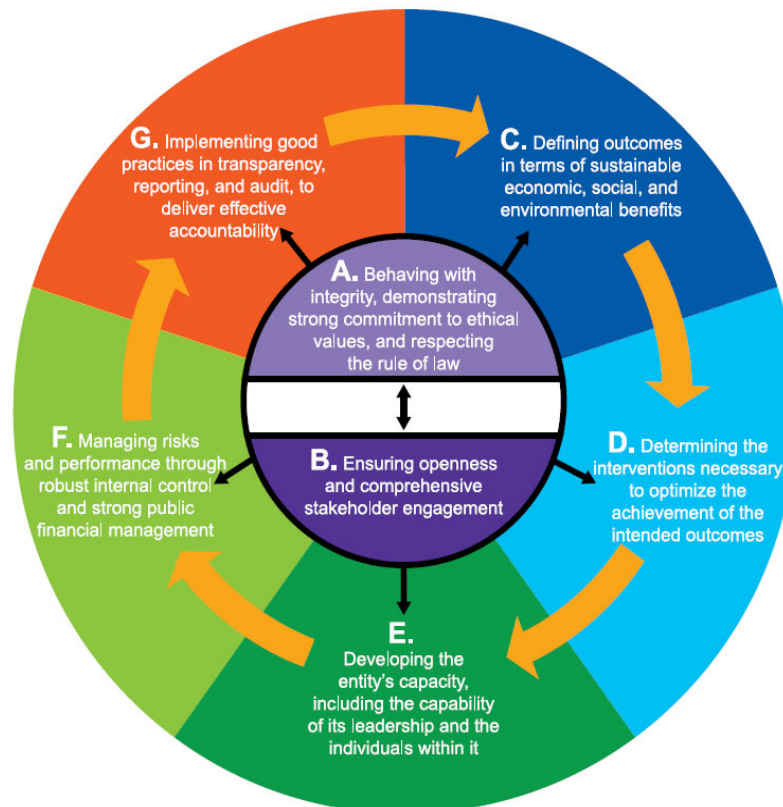 G. Implementing good
practices in transparency,
reporting, and audit, to
deliver effective
accountability
C. Defining outcomes
in terms of sustainable
economic, social, and
environmental benefits
A. Behaving with
integrity, demonstrating
strong commitment to ethical
values, and respecting
the rule of law
B. Ensuring openness
and comprehensive
stakeholder engagement
D. Determining the
interventions necessary
to optimize the
achievement of the
intended outcomes
E.
Developing the
entity's capacity,
including the capability
of its leadership and the
individuals within it
F. Managing risks
and performance through
robust internal control
and strong public
financial management